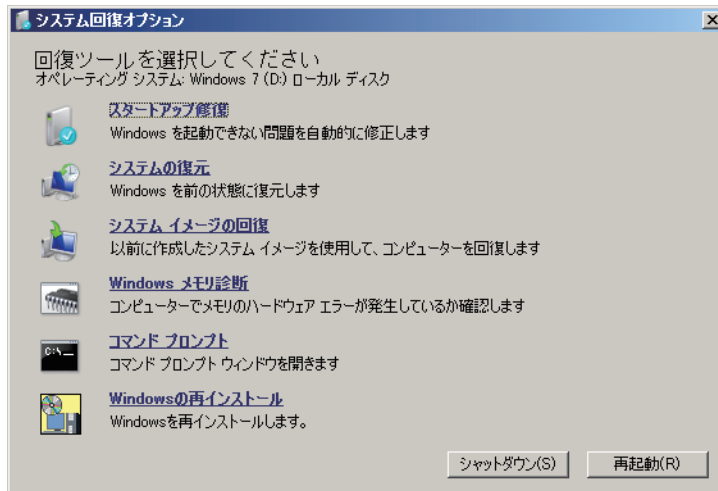 システム回復オプション
回復ツールを選択してください
オペレーティング システム: Windows 7 (D:) ローカル ディスク
スタートアップ修復
Windows を起動できない問題を自動的に修正します
システムの復元
Windows を前の状態に復元します
システム イメージの回復
以前に作成したシステム イメージを使用して、コンピューターを回復します
Windows メモリ診断
コンピューターでメモリのハードウェア エラーが発生しているか確認します
C:\_
コマンド プロンプト
コマンド プロンプト ウィンドウを開きます
Windowsの再インストール
Windowsを再インストールします。
シャットダウン(S)
再起動(R)